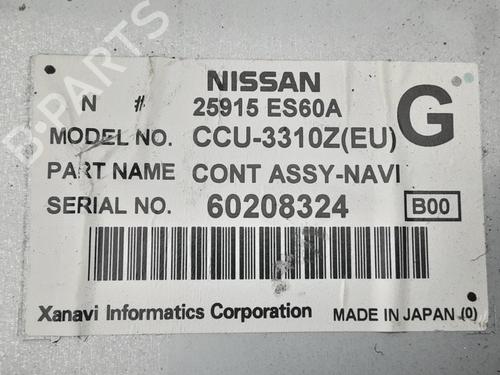 NISSAN
N # 25915 ES60A
G
MODEL NO. CCU-3310Z(EU)
PART NAME CONT ASSY-NAVI
SERIAL NO. 60208324 B00
Xanavi Informatics Corporation MADE IN JAPAN (0)
B-PARTS